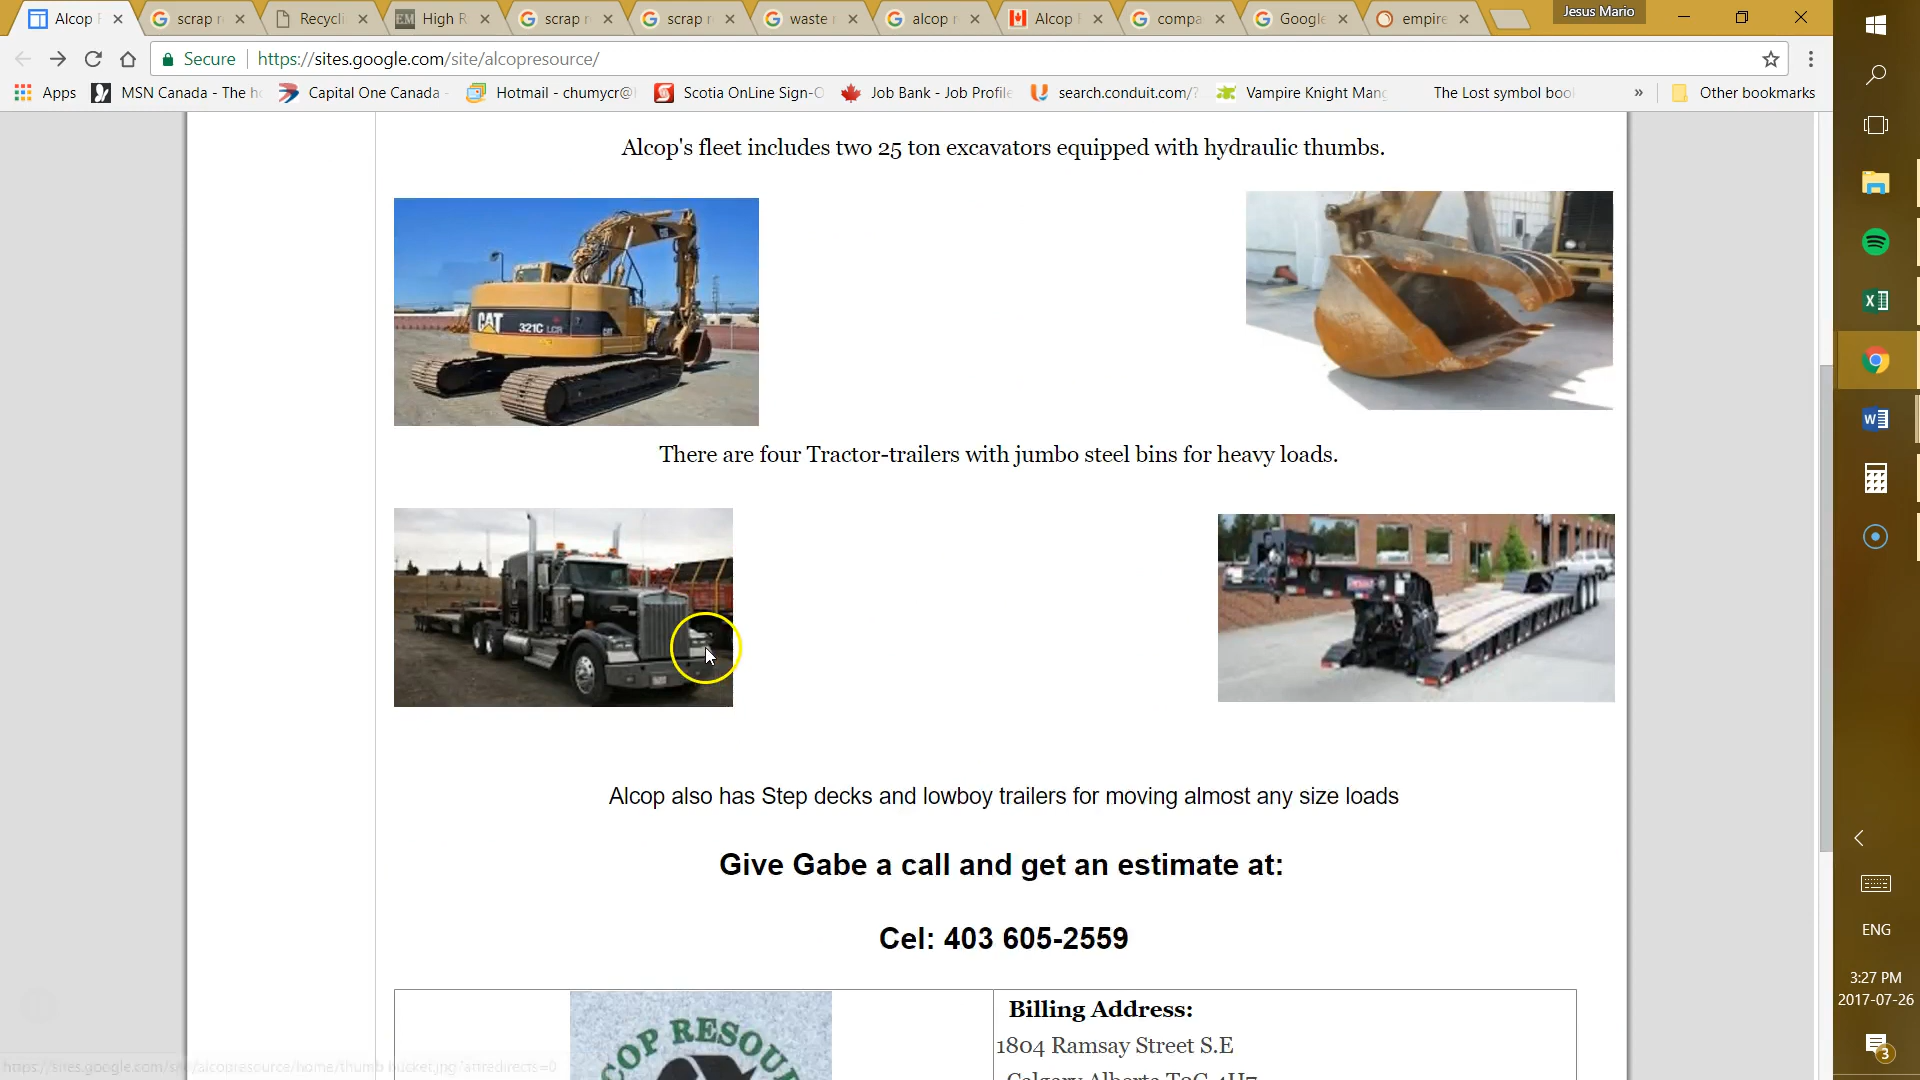 Alcop
scrap r
Recycli
EM High R
scrap r
scrap r
waste
alcop r
Alcop
compa
Google
empire
Jesus Mario
Secure
https://sites.google.com/site/alcopresource/
Apps
MSN Canada - The h
Capital One Canada
Hotmail - chumycr@
Scotia OnLine Sign-O
Job Bank - Job Profile
search.conduit.com/?
Vampire Knight Mang
The Lost symbol boo
»
Other bookmarks
Alcop's fleet includes two 25 ton excavators equipped with hydraulic thumbs.
CAT
CAT 321C LCR CAT
There are four Tractor-trailers with jumbo steel bins for heavy loads.
Alcop also has Step decks and lowboy trailers for moving almost any size loads
Give Gabe a call and get an estimate at:
Cel: 403 605-2559
COP RESOU
Billing Address:
1804 Ramsay Street S.E
ENG
3:27 PM
2017-07-26
3